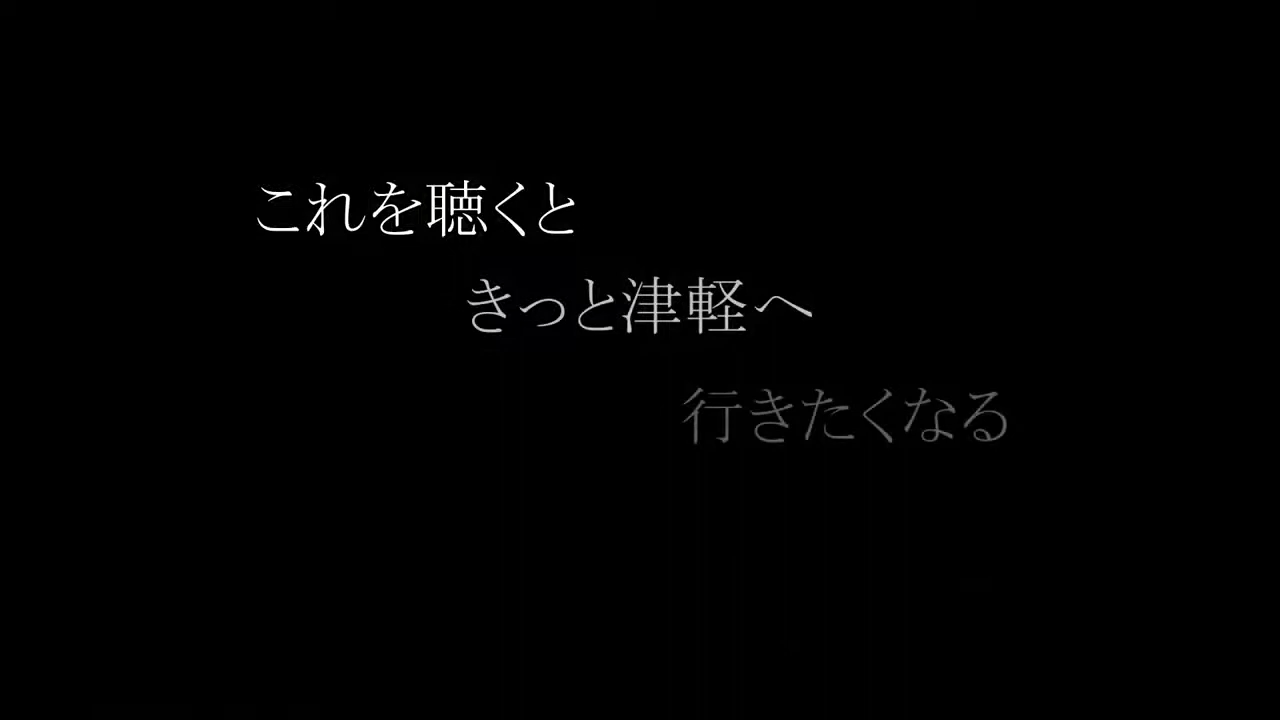 これを聴くと
きっと津軽へ
行きたくなる